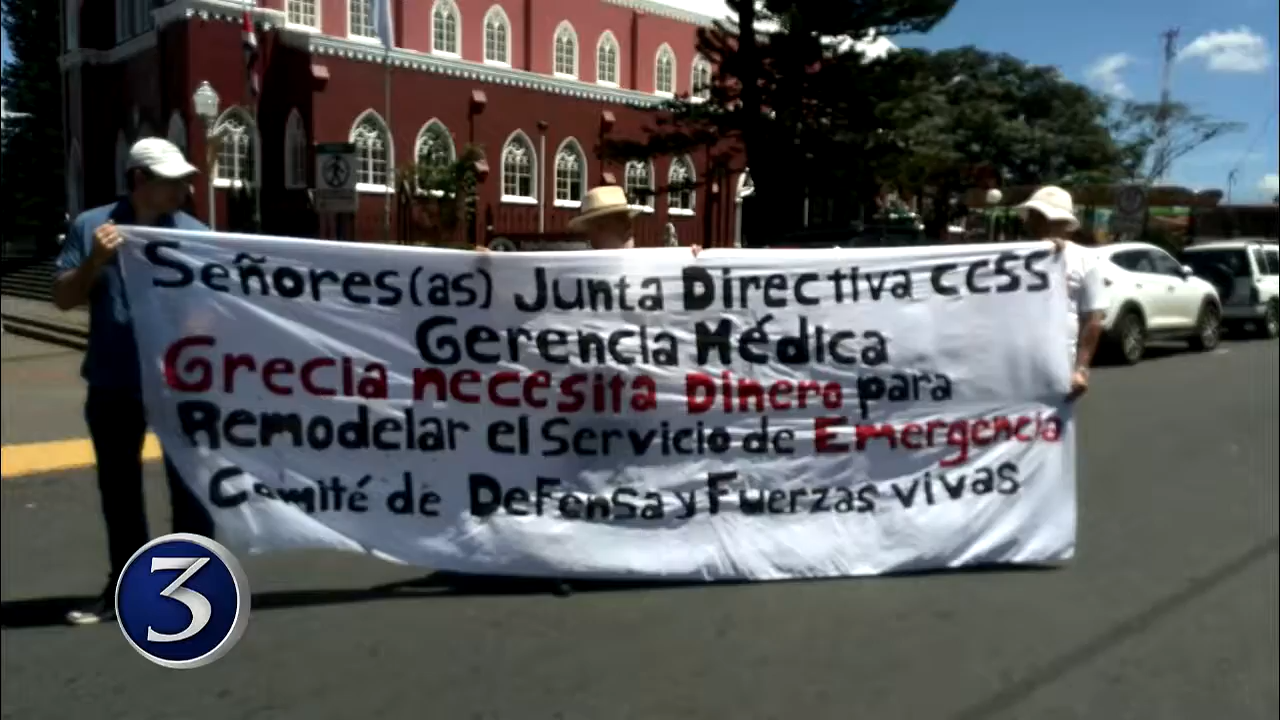 Señores(as) Junta Directiva CCSS
Gerencia Médica
Grecia necesita Dinero para
Remodelar el Servicio de Emergencia
Comité de Defensa y Fuerzas vivas
3